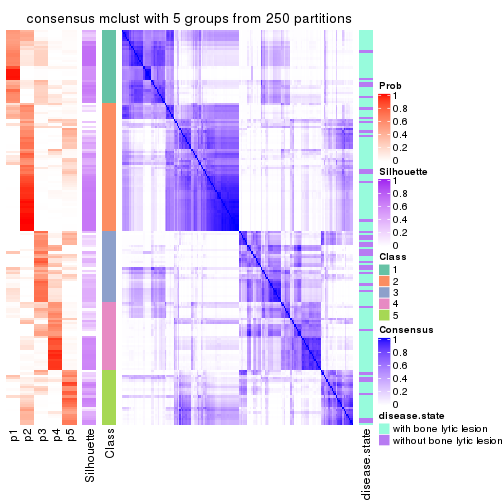 consensus mclust with 5 groups from 250 partitions
Prob
1
0.8
0.6
0.4
0.2
0
Silhouette
1
0.8
0.6
0.4
0.2
0
Class
1
2
3
4
5
Consensus
1
0.8
0.6
0.4
0.2
0
disease.state
with bone lytic lesion
without bone lytic lesion
p1
p2
p3
p4
p5
Silhouette
Class
disease.state